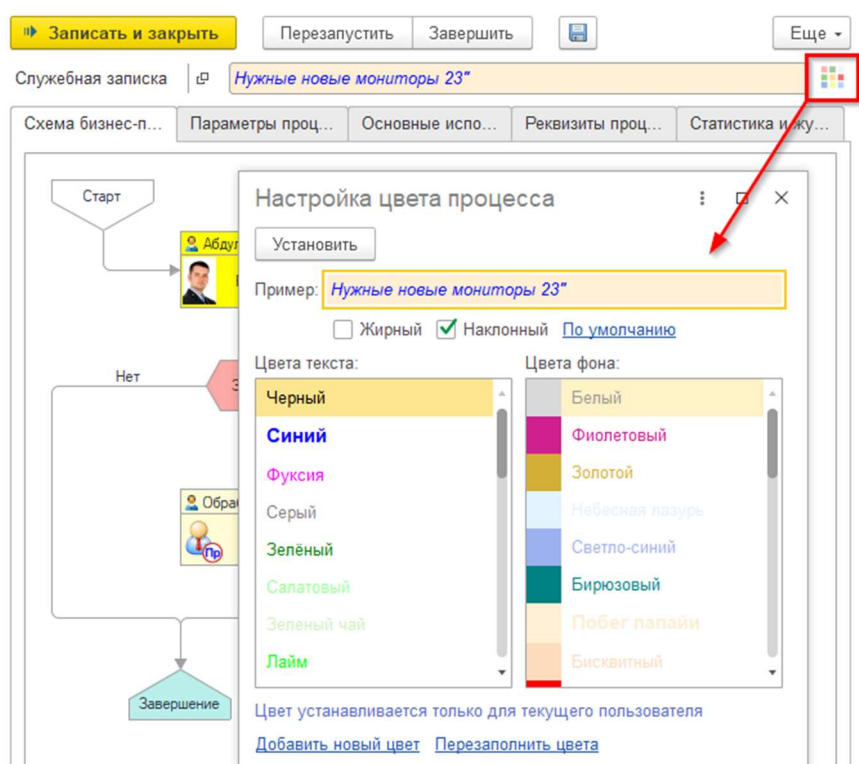 Записать и закрыть Перезапустить Завершить Еще
Служебная записка Нужные новые мониторы 23"
Схема бизнес-п... Параметры проц... Основные испо... Реквизиты проц... Статистика и жу...
Старт
Абдул
Нет
Обра
Пр
Завершение
Настройка цвета процесса
Установить
Пример: Нужные новые мониторы 23"
Жирный Наклонный По умолчанию
Цвета текста: Цвета фона:
Черный Белый
Синий Фиолетовый
Фуксия Золотой
Серый Небесная лазурь
Зелёный Светло-синий
Салатовый Бирюзовый
Зеленый чай Побег папайи
Лайм Бисквитный
Цвет устанавливается только для текущего пользователя
Добавить новый цвет Перезаполнить цвета